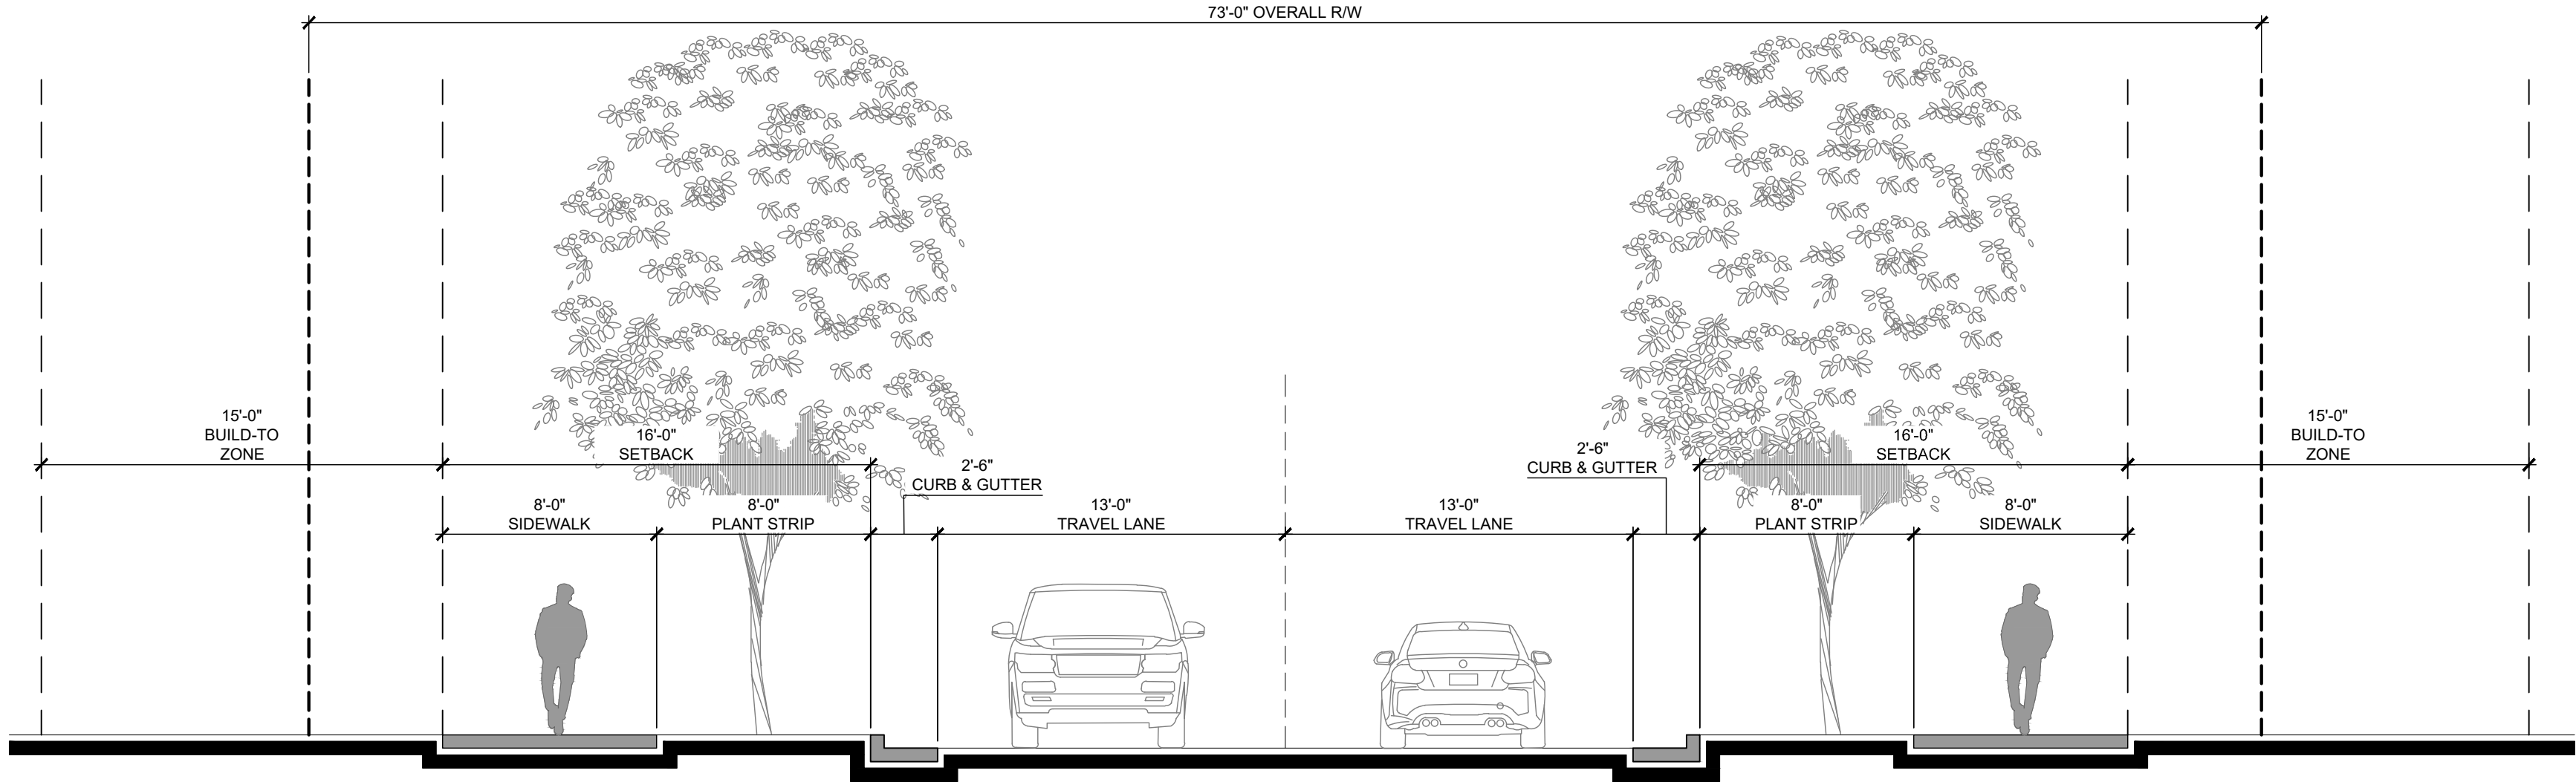 73'-0" OVERALL R/W
15'-0"
BUILD-TO
ZONE
16'-0"
SETBACK
2'-6"
CURB & GUTTER
2'-6"
CURB & GUTTER
16'-0"
SETBACK
15'-0"
BUILD-TO
ZONE
8'-0"
SIDEWALK
8'-0"
PLANT STRIP
13'-0"
TRAVEL LANE
13'-0"
TRAVEL LANE
8'-0"
PLANT STRIP
8'-0"
SIDEWALK